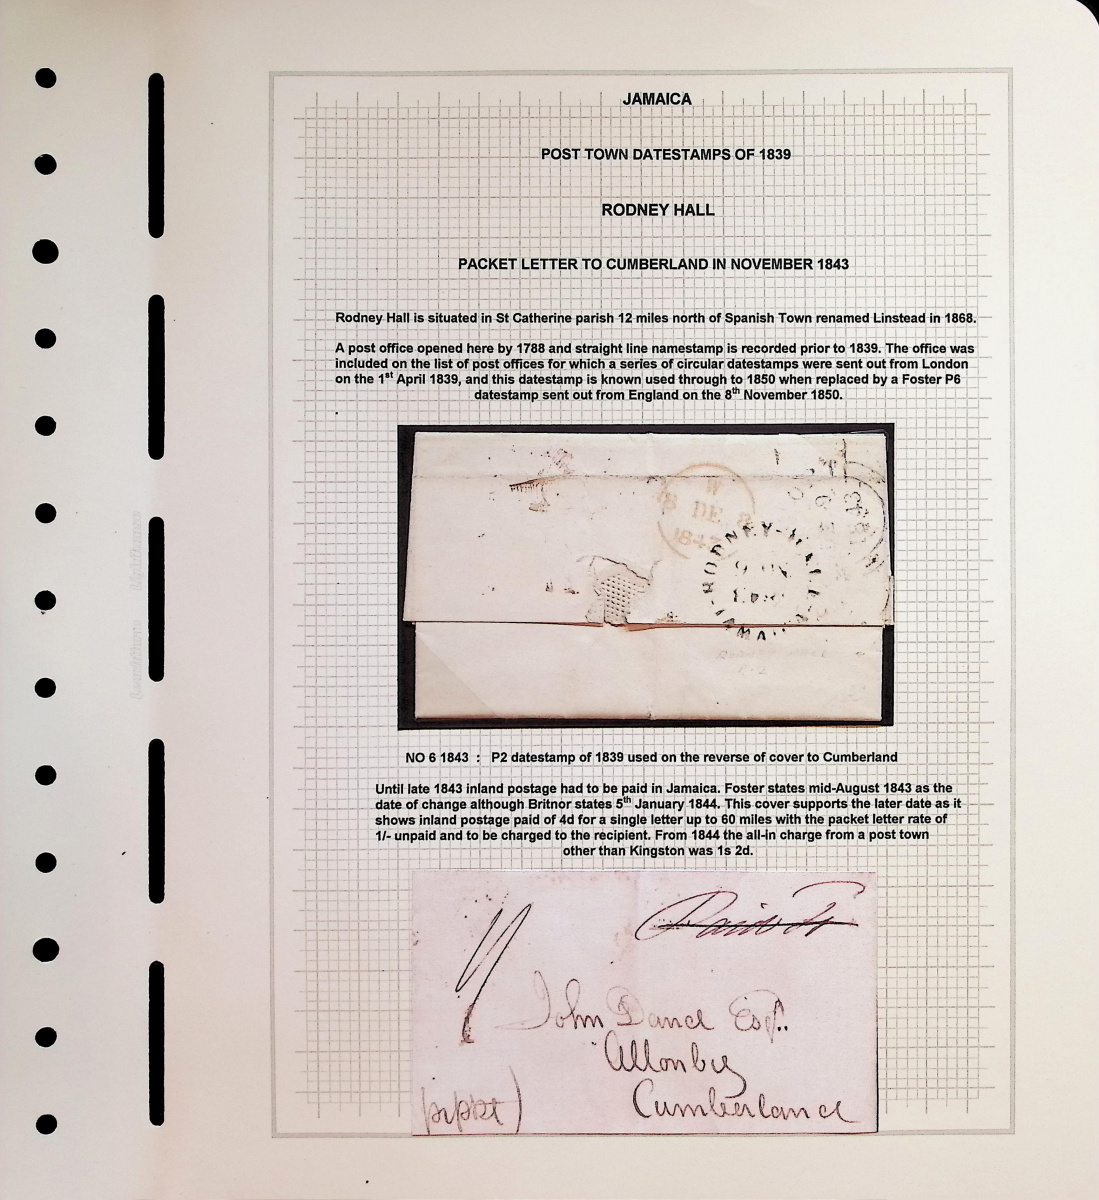 JAMAICA
POST TOWN DATESTAMPS OF 1839
RODNEY HALL
PACKET LETTER TO CUMBERLAND IN NOVEMBER 1843
Rodney Hall is situated in St Catherine parish 12 miles north of Spanish Town renamed Linstead in 1868.
A post office opened here by 1788 and straight line namestamp is recorded prior to 1839. The office was
included on the list of post offices for which a series of circular datestamps were sent out from London
on the 1st April 1839, and this datestamp is known used through to 1850 when replaced by a Foster P6
datestamp sent out from England on the 8th November 1850.
W
DE
1843
RODNEY-HALL
JAMAICA
NO 6 1843 : P2 datestamp of 1839 used on the reverse of cover to Cumberland
Until late 1843 inland postage had to be paid in Jamaica. Foster states mid-August 1843 as the
date of change although Britnor states 5th January 1844. This cover supports the later date as it
shows inland postage paid of 4d for a single letter up to 60 miles with the packet letter rate of
1/- unpaid and to be charged to the recipient. From 1844 the all-in charge from a post town
other than Kingston was 1s 2d.
Paid
John Esqr.
Allonby
Cumberland